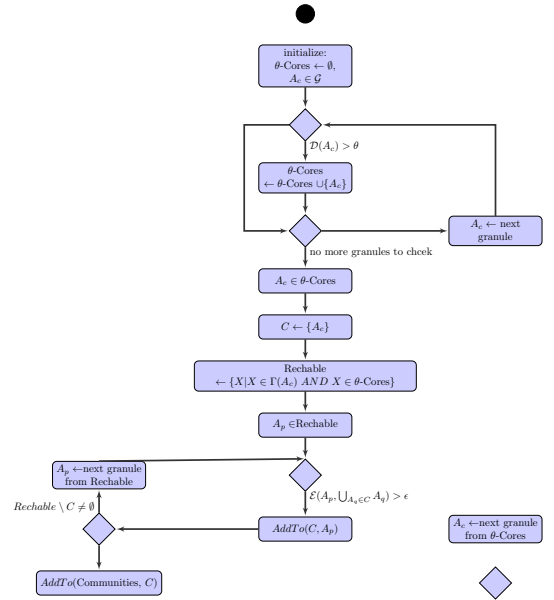 initialize:
θ-Cores ← ∅,
A_c ∈ 𝒢
𝒟(A_c) > θ
θ-Cores
← θ-Cores ∪{A_c}
A_c ← next
granule
no more granules to chcek
A_c ∈ θ-Cores
C ← {A_c}
Rechable
← {X|X ∈ Γ(A_c) AND X ∈ θ-Cores}
A_p ∈Rechable
A_p ←next granule
from Rechable
ℰ(A_p, ⋃_{A_q∈C} A_q) > ϵ
Rechable \ C ≠ ∅
AddTo(C, A_p)
A_c ←next granule
from θ-Cores
AddTo(Communities, C)